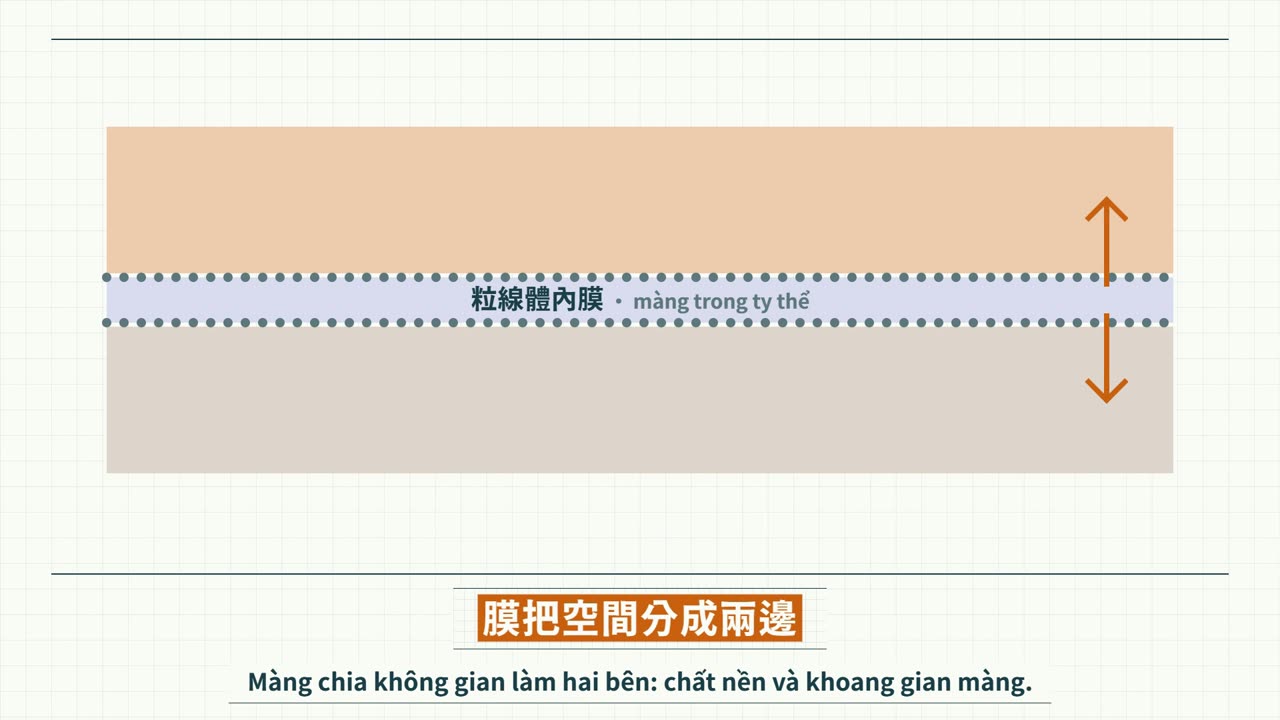 粒線體內膜 · màng trong ty thể
膜把空間分成兩邊
Màng chia không gian làm hai bên: chất nền và khoang gian màng.